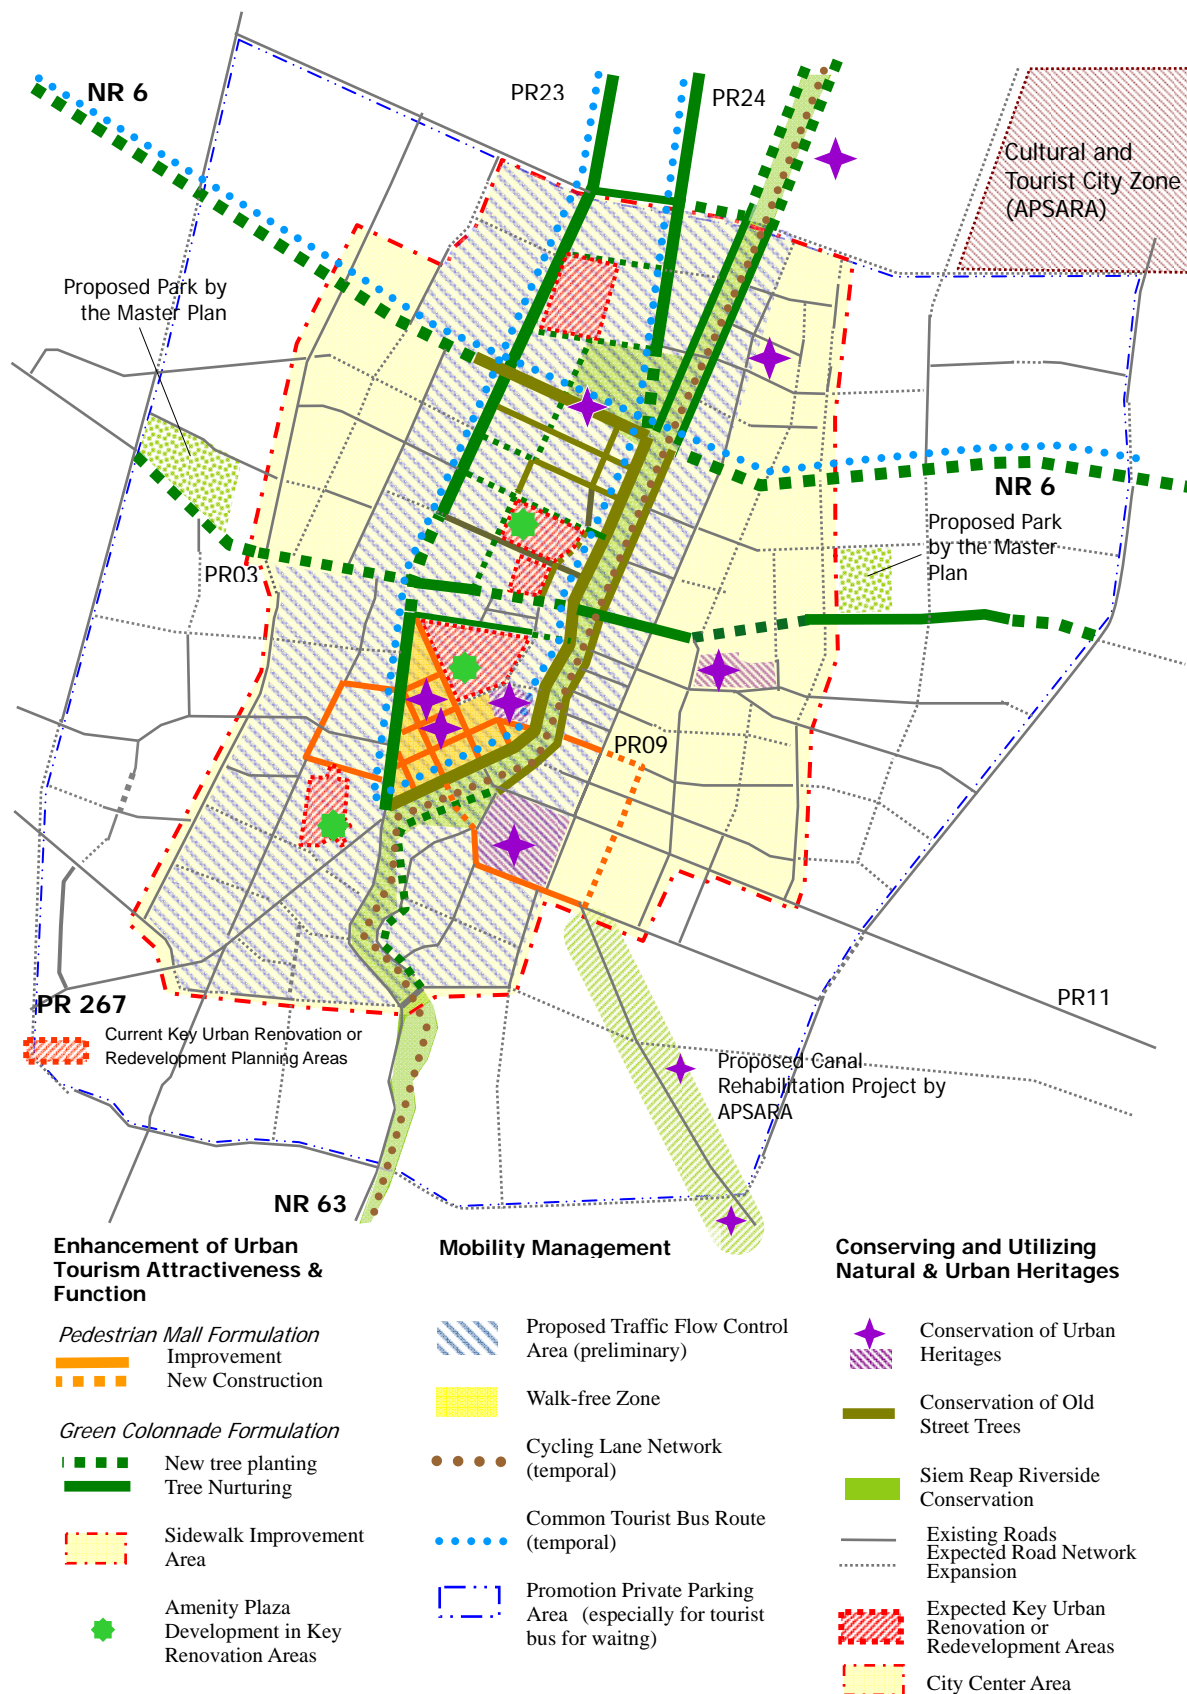 NR 6
PR23
PR24
Cultural and
Tourist City Zone
(APSARA)
Proposed Park by
the Master Plan
NR 6
Proposed Park
by the Master
Plan
PR03
PR09
PR 267
Current Key Urban Renovation or
Redevelopment Planning Areas
PR11
Proposed Canal
Rehabilitation Project by
APSARA
NR 63
Enhancement of Urban
Tourism Attractiveness &
Function
Pedestrian Mall Formulation
Improvement
New Construction
Green Colonnade Formulation
New tree planting
Tree Nurturing
Sidewalk Improvement
Area
Amenity Plaza
Development in Key
Renovation Areas
Mobility Management
Proposed Traffic Flow Control
Area (preliminary)
Walk-free Zone
Cycling Lane Network
(temporal)
Common Tourist Bus Route
(temporal)
Promotion Private Parking
Area (especially for tourist
bus for waitng)
Conserving and Utilizing
Natural & Urban Heritages
Conservation of Urban
Heritages
Conservation of Old
Street Trees
Siem Reap Riverside
Conservation
Existing Roads
Expected Road Network
Expansion
Expected Key Urban
Renovation or
Redevelopment Areas
City Center Area